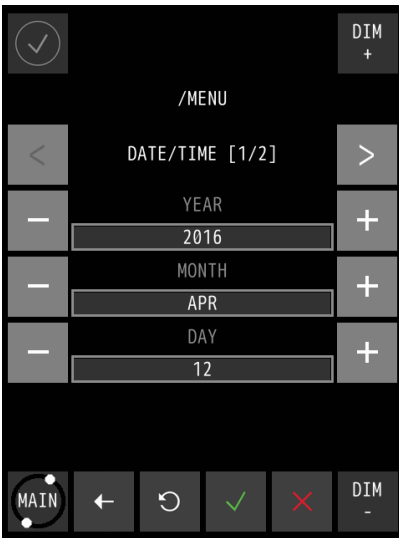 DIM
+
/MENU
< DATE/TIME [1/2] >
YEAR
− 2016 +
MONTH
− APR +
DAY
− 12 +
MAIN
DIM
-